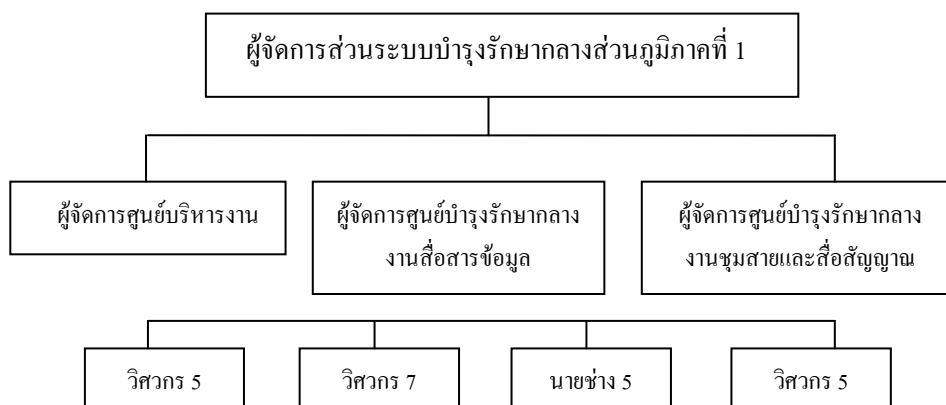 ผู้จัดการส่วนระบบบำรุงรักษากลางส่วนภูมิภาคที่ 1
ผู้จัดการศูนย์บริหารงาน
ผู้จัดการศูนย์บำรุงรักษากลาง
งานสื่อสารข้อมูล
ผู้จัดการศูนย์บำรุงรักษากลาง
งานชุมสายและสื่อสัญญาณ
วิศวกร 5
วิศวกร 7
นายช่าง 5
วิศวกร 5